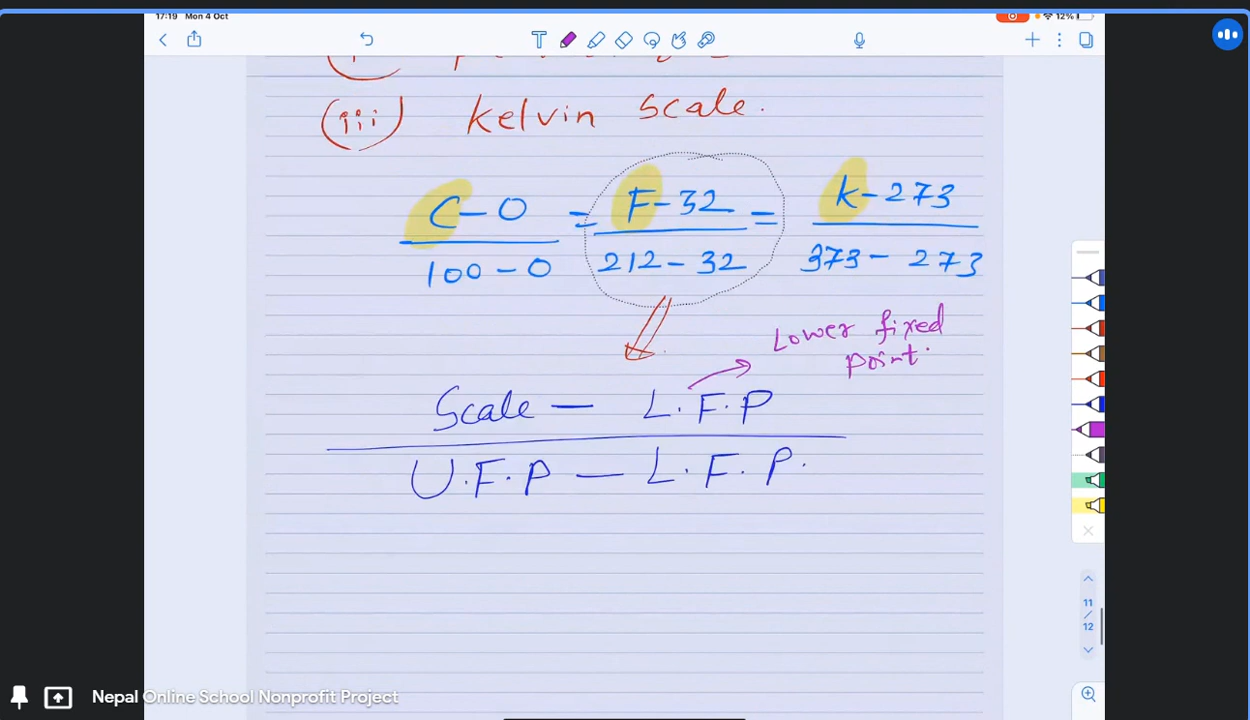 17:19 Mon 4 Oct
12%
(iii) Kelvin Scale.
C-0 = F-32 = K-273
100-0 212-32 373-273
Lower fixed
point.
Scale - L.F.P
U.F.P - L.F.P.
11
/
12
Nepal Online School Nonprofit Project